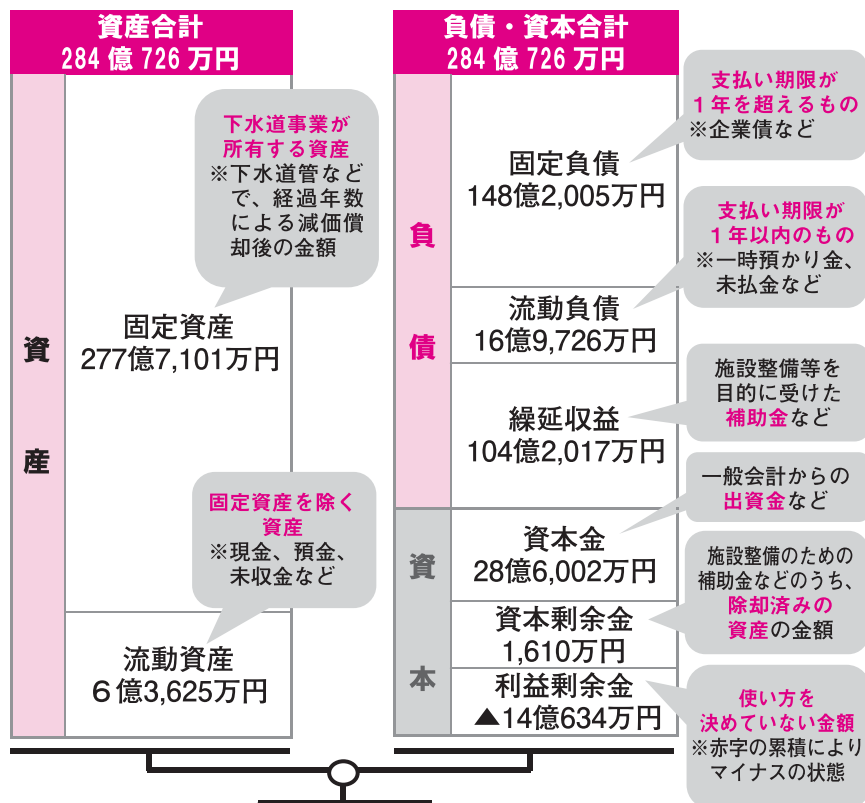 資産合計
284億726万円
資産
下水道事業が
所有する資産
※下水道管など
で、経過年数
による減価償
却後の金額
固定資産
277億7,101万円
固定資産を除く
資産
※現金、預金、
未収金など
流動資産
6億3,625万円
負債・資本合計
284億726万円
負債
固定負債
148億2,005万円
支払い期限が
1年を超えるもの
※企業債など
流動負債
16億9,726万円
支払い期限が
1年以内のもの
※一時預かり金、
未払金など
繰延収益
104億2,017万円
施設整備等を
目的に受けた
補助金など
資本
資本金
28億6,002万円
一般会計からの
出資金など
資本剰余金
1,610万円
施設整備のための
補助金などのうち、
除却済みの
資産の金額
利益剰余金
▲14億634万円
使い方を
決めていない金額
※赤字の累積により
マイナスの状態